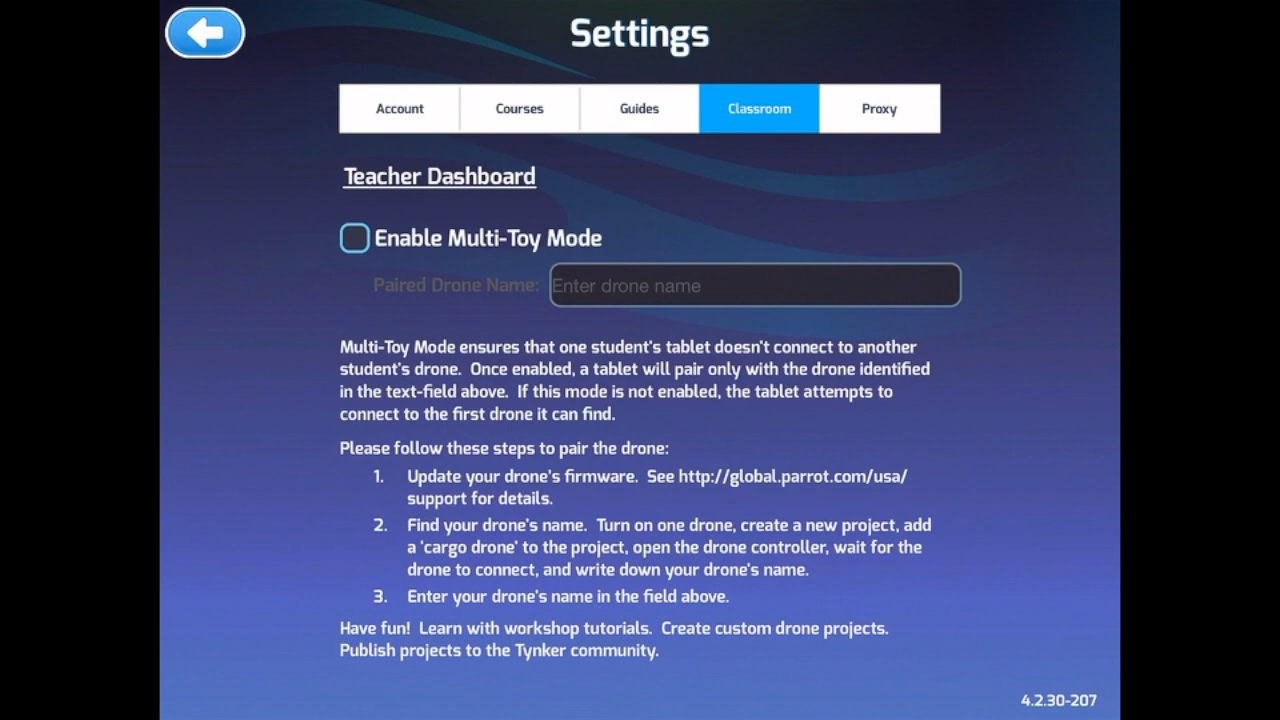 Settings
Account
Courses
Guides
Classroom
Proxy
Teacher Dashboard
Enable Multi-Toy Mode
Paired Drone Name:
Enter drone name
Multi-Toy Mode ensures that one student's tablet doesn't connect to another
student's drone. Once enabled, a tablet will pair only with the drone identified
in the text-field above. If this mode is not enabled, the tablet attempts to
connect to the first drone it can find.
Please follow these steps to pair the drone:
1. Update your drone's firmware. See http://global.parrot.com/usa/
support for details.
2. Find your drone's name. Turn on one drone, create a new project, add
a 'cargo drone' to the project, open the drone controller, wait for the
drone to connect, and write down your drone's name.
3. Enter your drone's name in the field above.
Have fun! Learn with workshop tutorials. Create custom drone projects.
Publish projects to the Tynker community.
4.2.30-207